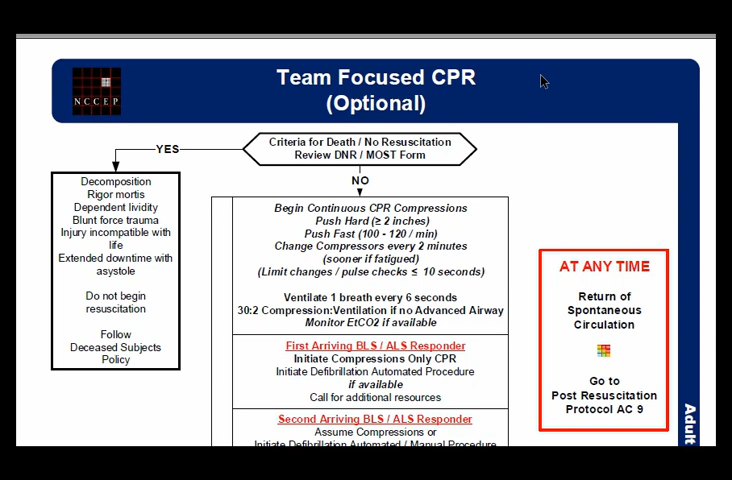 Team Focused CPR
(Optional)
NCCEP
Criteria for Death / No Resuscitation
Review DNR / MOST Form
YES
NO
Decomposition
Rigor mortis
Dependent lividity
Blunt force trauma
Injury incompatible with
life
Extended downtime with
asystole
Do not begin
resuscitation
Follow
Deceased Subjects
Policy
Begin Continuous CPR Compressions
Push Hard (≥ 2 inches)
Push Fast (100 - 120 / min)
Change Compressors every 2 minutes
(sooner if fatigued)
(Limit changes / pulse checks ≤ 10 seconds)
Ventilate 1 breath every 6 seconds
30:2 Compression:Ventilation if no Advanced Airway
Monitor EtCO2 if available
First Arriving BLS / ALS Responder
Initiate Compressions Only CPR
Initiate Defibrillation Automated Procedure
if available
Call for additional resources
Second Arriving BLS / ALS Responder
Assume Compressions or
Initiate Defibrillation Automated / Manual Procedure
AT ANY TIME
Return of
Spontaneous
Circulation
Go to
Post Resuscitation
Protocol AC 9
Adult